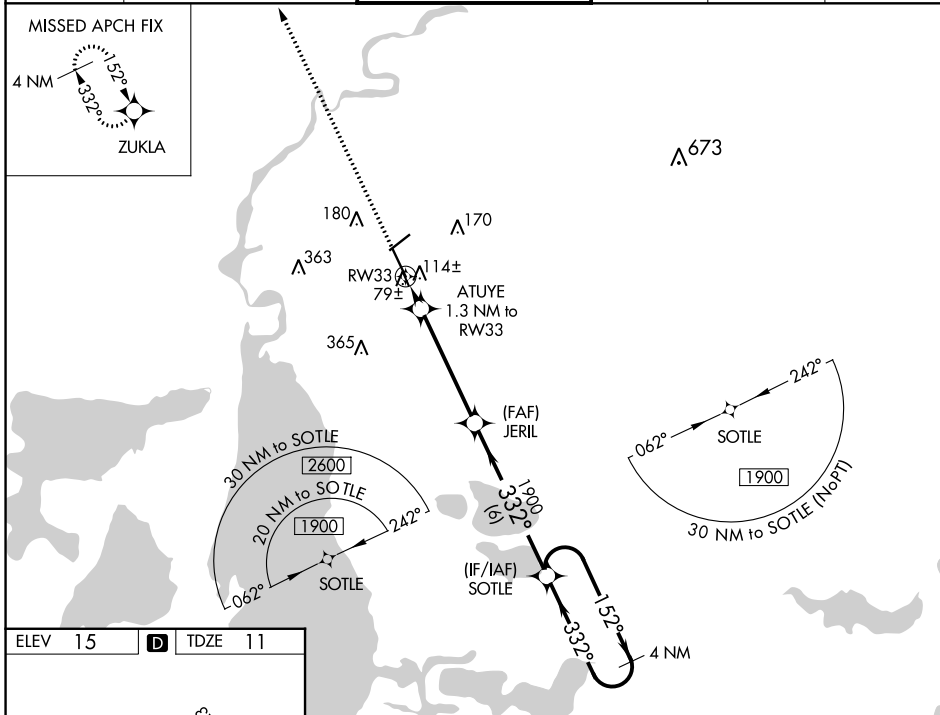 MISSED APCH FIX
4 NM
152°
332°
ZUKLA
673
180
170
363
RW33
114±
79±
ATUYE
1.3 NM to
RW33
365
(FAF)
JERIL
242°
SOTLE
062°
1900
30 NM to SOTLE (NoPT)
30 NM to SOTLE
2600
20 NM to SOTLE
1900
242°
062°
SOTLE
1900
332°
(6)
(IF/IAF)
SOTLE
152°
332°
4 NM
ELEV 15 D TDZE 11